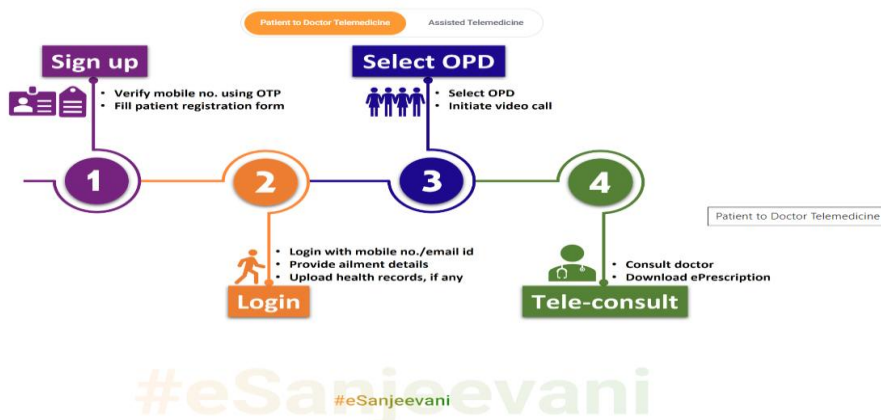 Patient to Doctor Telemedicine
Assisted Telemedicine
Sign up
• Verify mobile no. using OTP
• Fill patient registration form
Select OPD
• Select OPD
• Initiate video call
1
2
3
4
Patient to Doctor Telemedicine
• Login with mobile no./email id
• Provide ailment details
• Upload health records, if any
Login
• Consult doctor
• Download ePrescription
Tele-consult
#eSanjeevani
#eSanjeevani